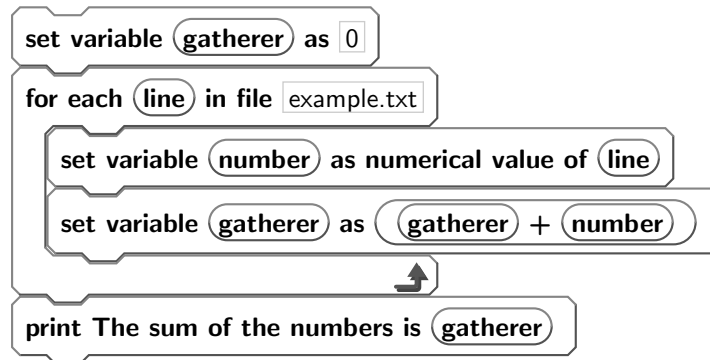 set variable gatherer as 0
for each line in file example.txt
set variable number as numerical value of line
set variable gatherer as gatherer + number
print The sum of the numbers is gatherer